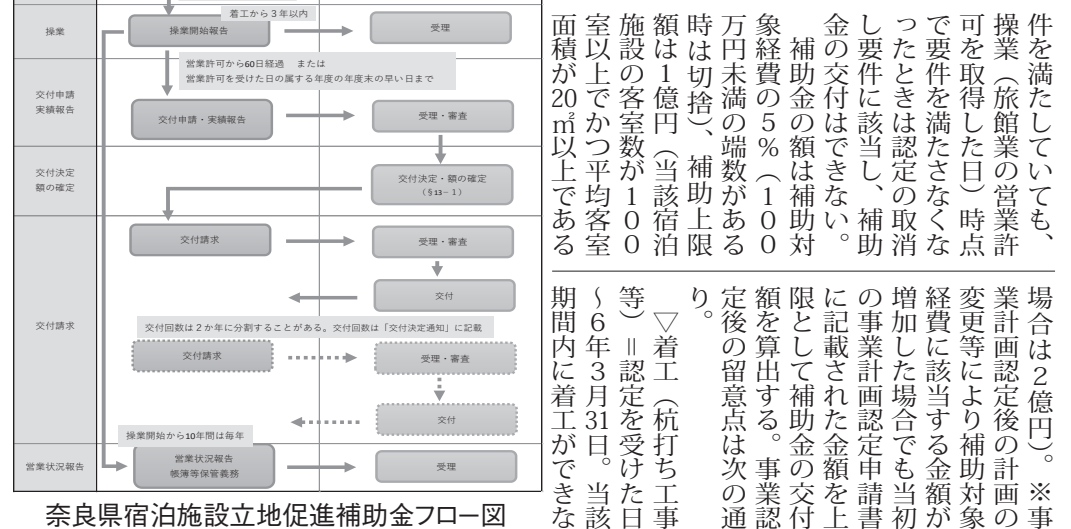 着工から3年以内
操業
操業開始報告
受理
営業許可から60日経過　または
営業許可を受けた日の属する年度の年度末の早い日まで
交付申請
実績報告
交付申請・実績報告
受理・審査
交付決定
額の確定
交付決定・額の確定
（§13−1）
交付請求
受理・審査
交付
交付請求
交付回数は2か年に分割することがある。交付回数は「交付決定通知」に記載
交付請求
受理・審査
交付
操業開始から10年間は毎年
営業状況報告
営業状況報告
帳簿等保管義務
受理
奈良県宿泊施設立地促進補助金フロー図
件を満たしていても、
操業（旅館業の営業許
可を取得した日）時点
で要件を満たさなくな
ったときは認定の取消
し要件に該当し、補助
金の交付はできない。
補助金の額は補助対
象経費の5％（100
万円未満の端数がある
時は切捨）、補助上限
額は1億円（当該宿泊
施設の客室数が100
室以上でかつ平均客室
面積が20㎡以上である
場合は2億円）。※事
業計画認定後の計画の
変更等により補助対象
経費に該当する金額が
増加した場合でも当初
の事業計画認定申請書
に記載された金額を上
限として補助金の交付
額を算出する。事業認
定後の留意点は次の通
り。
▽着工（杭打ち工事
等）＝認定を受けた日
～6年3月31日。当該
期間内に着工ができな